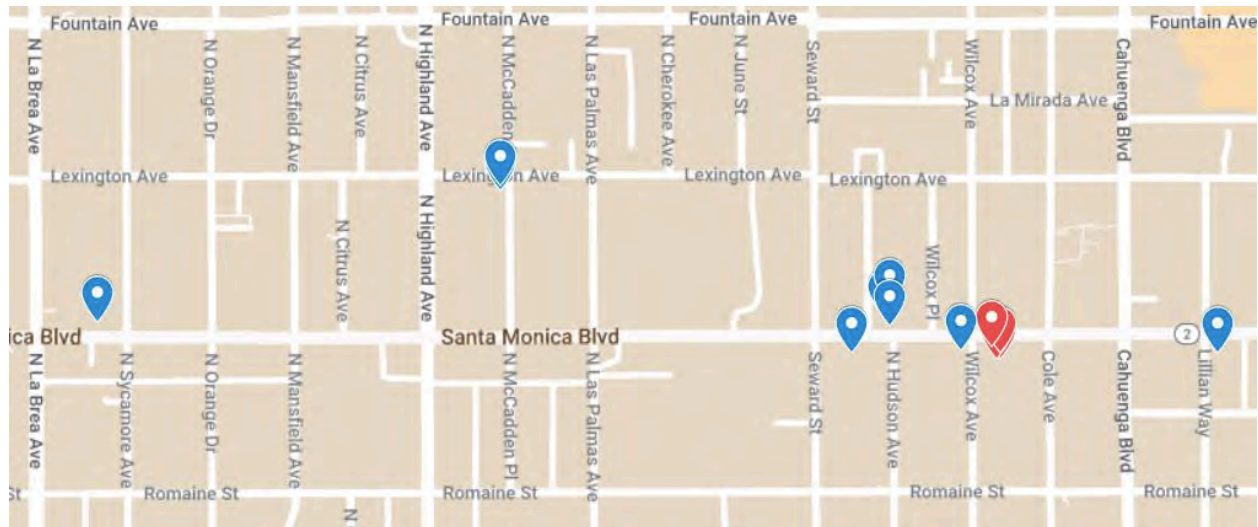 Fountain Ave
Fountain Ave
Fountain Ave
Fountain Ave
N La Brea Ave
N Orange Dr
N Mansfield Ave
N Citrus Ave
N Highland Ave
N McCadden
N Las Palmas Ave
N Cherokee Ave
N June St
Seward St
Wilcox Ave
Cahuenga Blvd
La Mirada Ave
Lexington Ave
Lexington Ave
Lexington Ave
Lexington Ave
N Citrus Ave
N Highland Ave
Wilcox Pl
ica Blvd
Santa Monica Blvd
2
N La Brea Ave
N Sycamore Ave
N Orange Dr
N Mansfield Ave
N McCadden Pl
N Las Palmas Ave
Seward St
N Hudson Ave
Wilcox Ave
Cole Ave
Cahuenga Blvd
Lillian Way
St
Romaine St
Romaine St
Romaine St
Romaine St
N